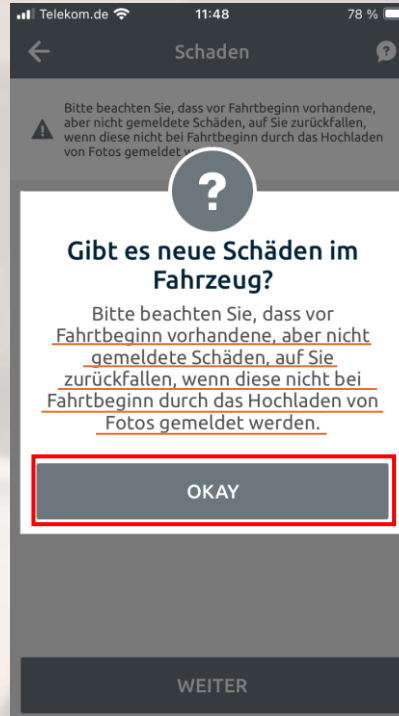 Telekom.de 11:48 78 %
Schaden
?
Bitte beachten Sie, dass vor Fahrtbeginn vorhandene,
aber nicht gemeldete Schäden, auf Sie zurückfallen,
wenn diese nicht bei Fahrtbeginn durch das Hochladen
von Fotos gemeldet
?
Gibt es neue Schäden im
Fahrzeug?
Bitte beachten Sie, dass vor
Fahrtbeginn vorhandene, aber nicht
gemeldete Schäden, auf Sie
zurückfallen, wenn diese nicht bei
Fahrtbeginn durch das Hochladen von
Fotos gemeldet werden.
OKAY
WEITER